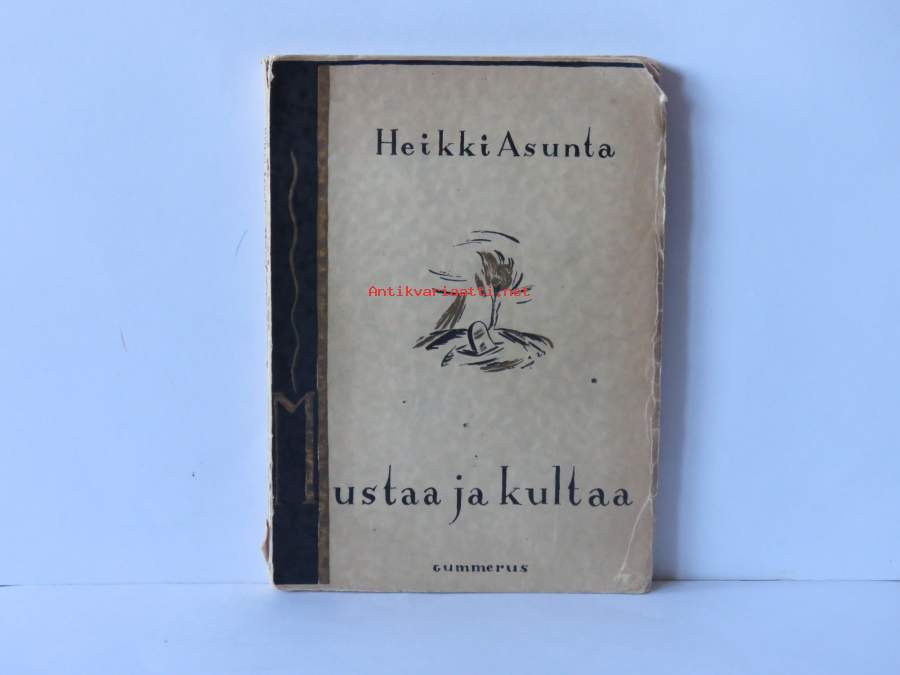 Heikki Asunta
Antikvariaatti.net
Mustaa ja kultaa
Gummerus